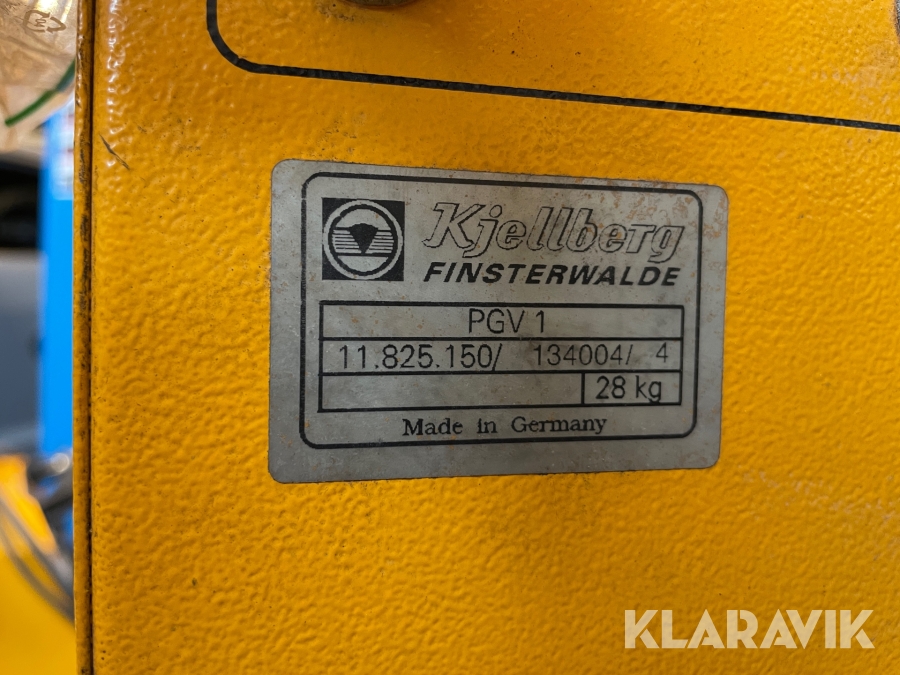 Kjellberg
FINSTERWALDE
PGV 1
11.825.150/ 134004/ 4
28 kg
Made in Germany
KLARAVIK